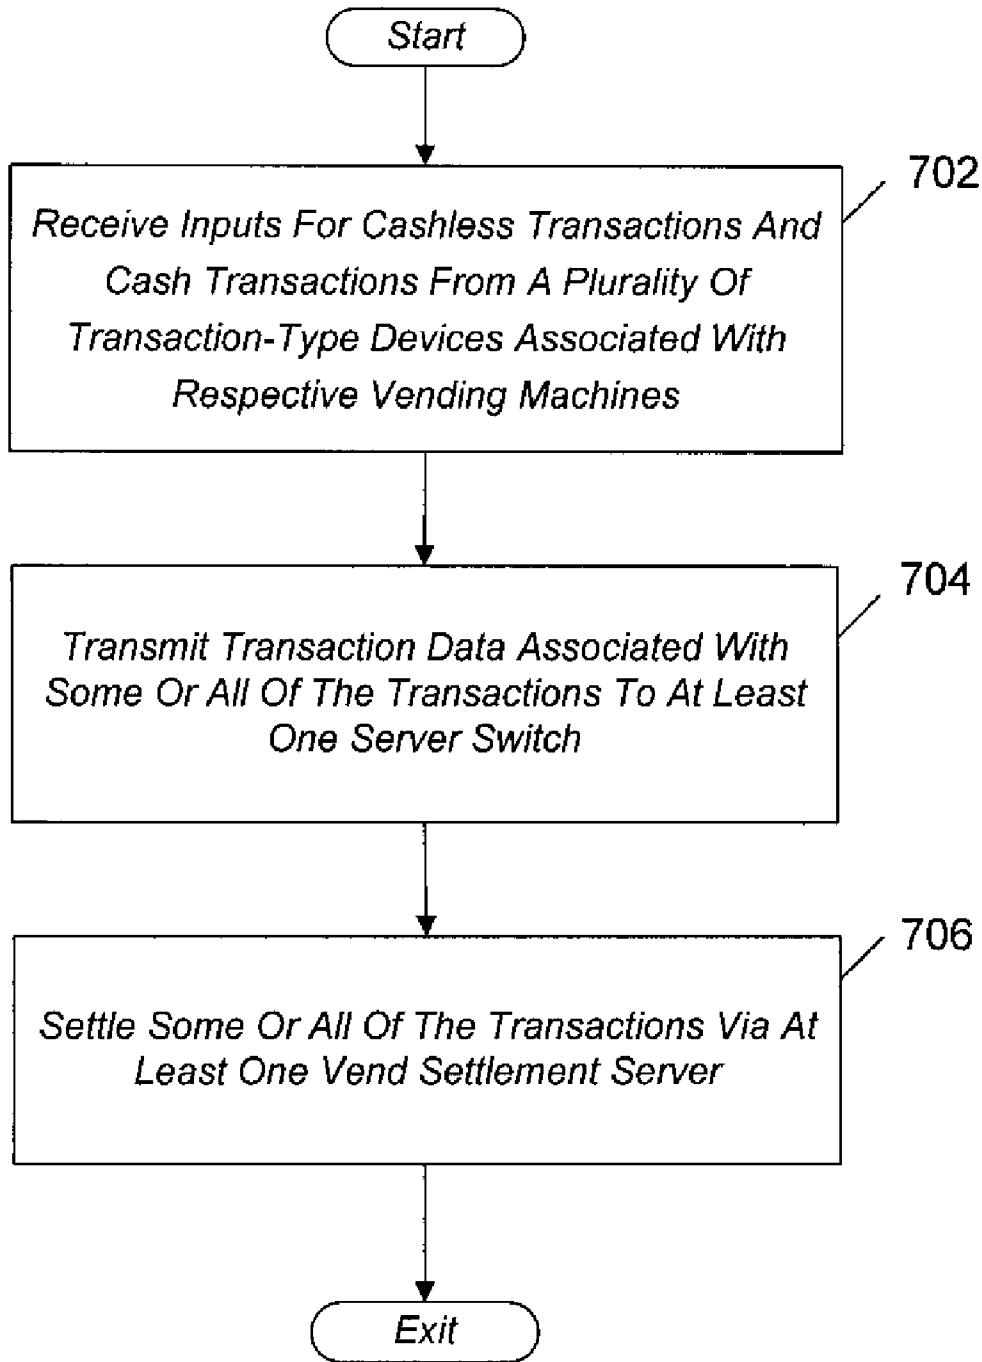 Start
702
Receive Inputs For Cashless Transactions And
Cash Transactions From A Plurality Of
Transaction-Type Devices Associated With
Respective Vending Machines
704
Transmit Transaction Data Associated With
Some Or All Of The Transactions To At Least
One Server Switch
706
Settle Some Or All Of The Transactions Via At
Least One Vend Settlement Server
Exit